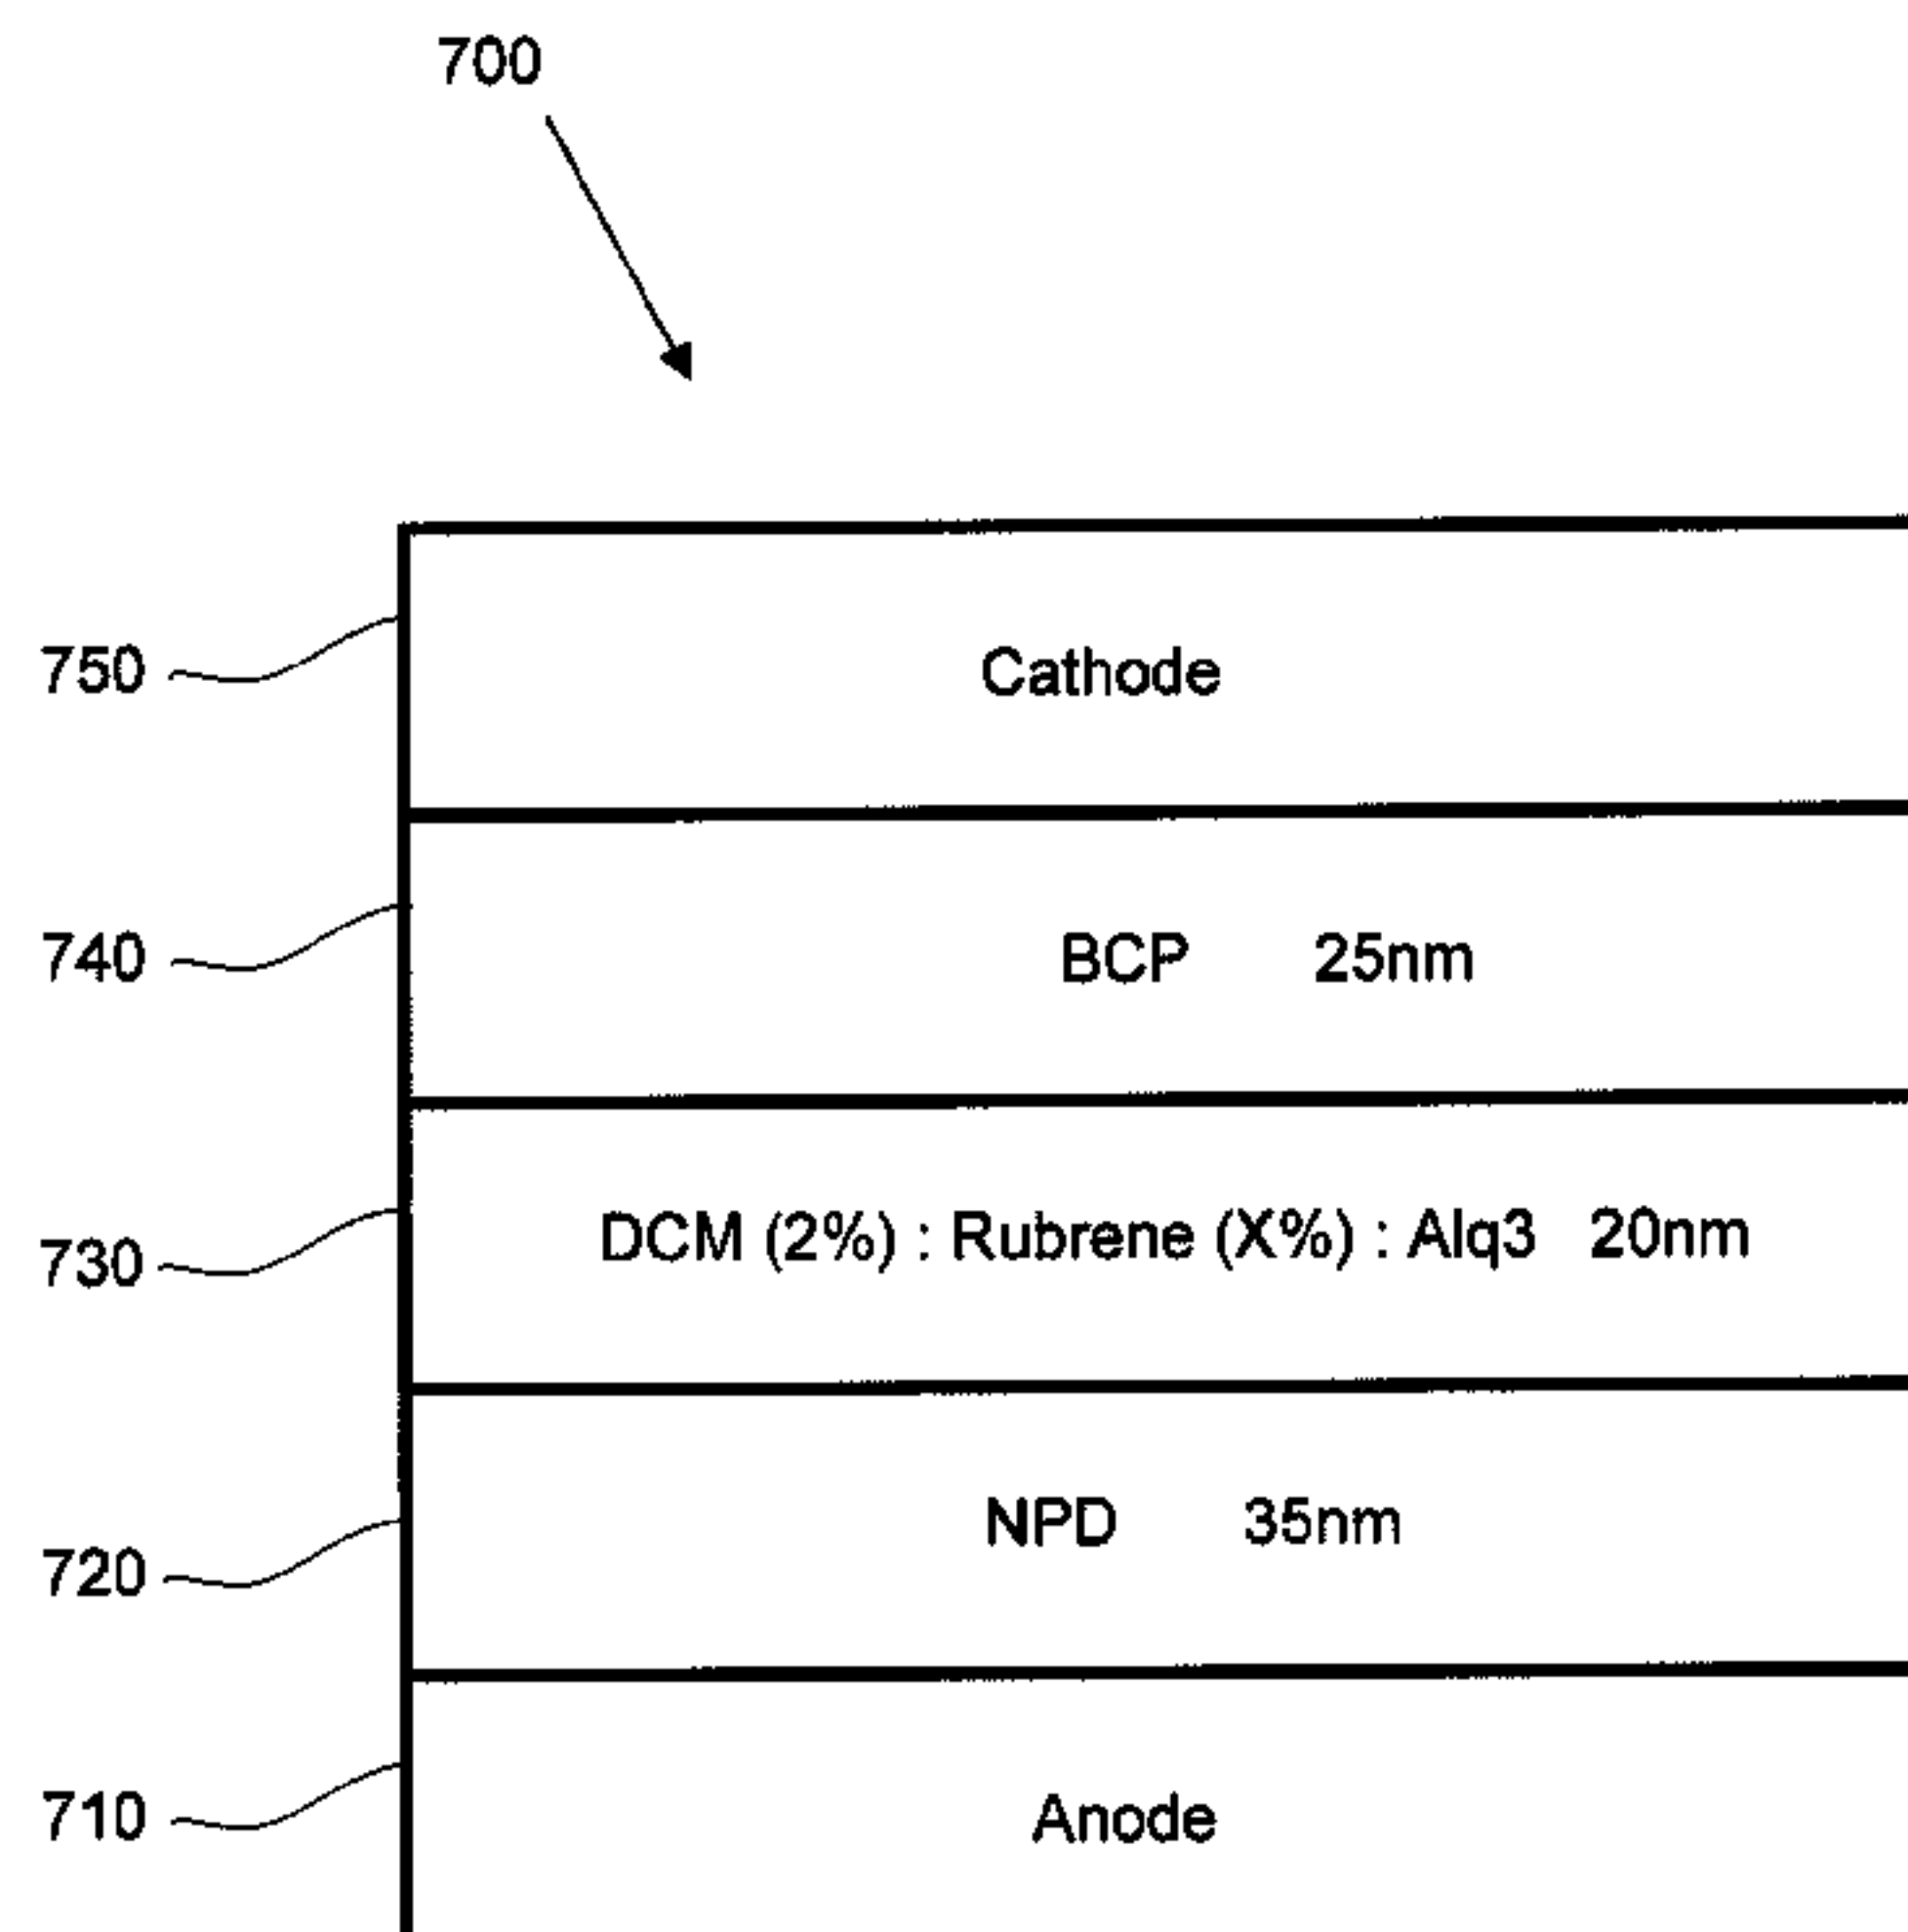 700
750 Cathode
740 BCP 25nm
730 DCM (2%) : Rubrene (X%) : Alq3 20nm
720 NPD 35nm
710 Anode